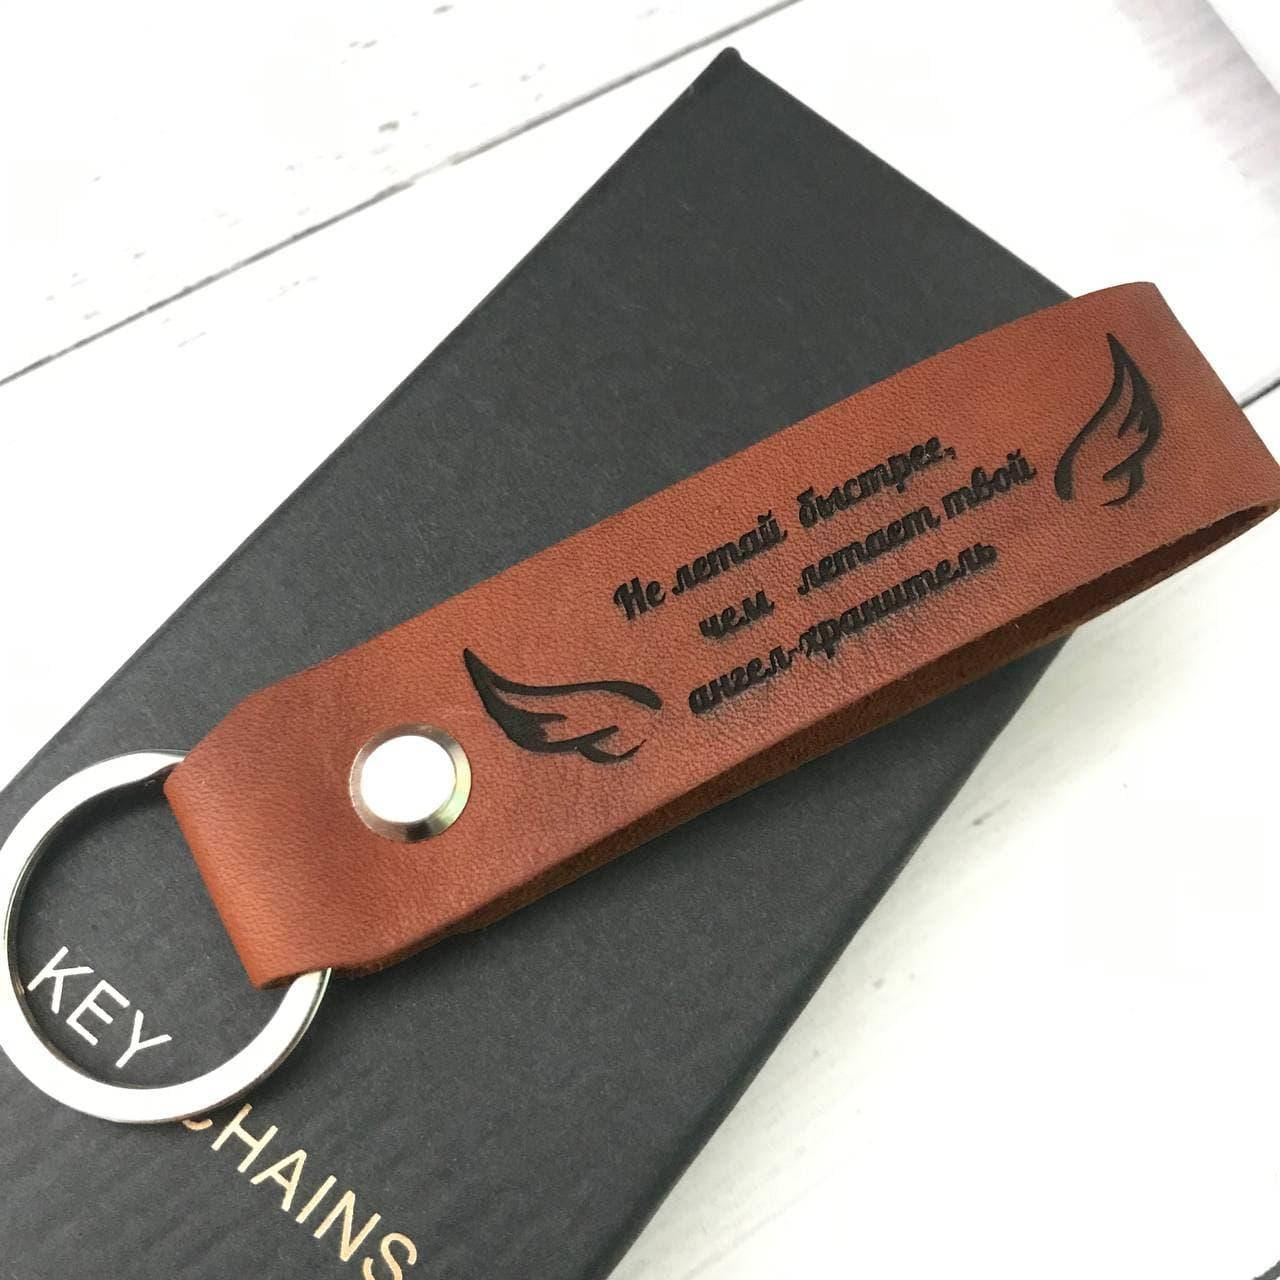 Не летай быстрее,
чем летает твой
ангел-хранитель
KEY
CHAINS